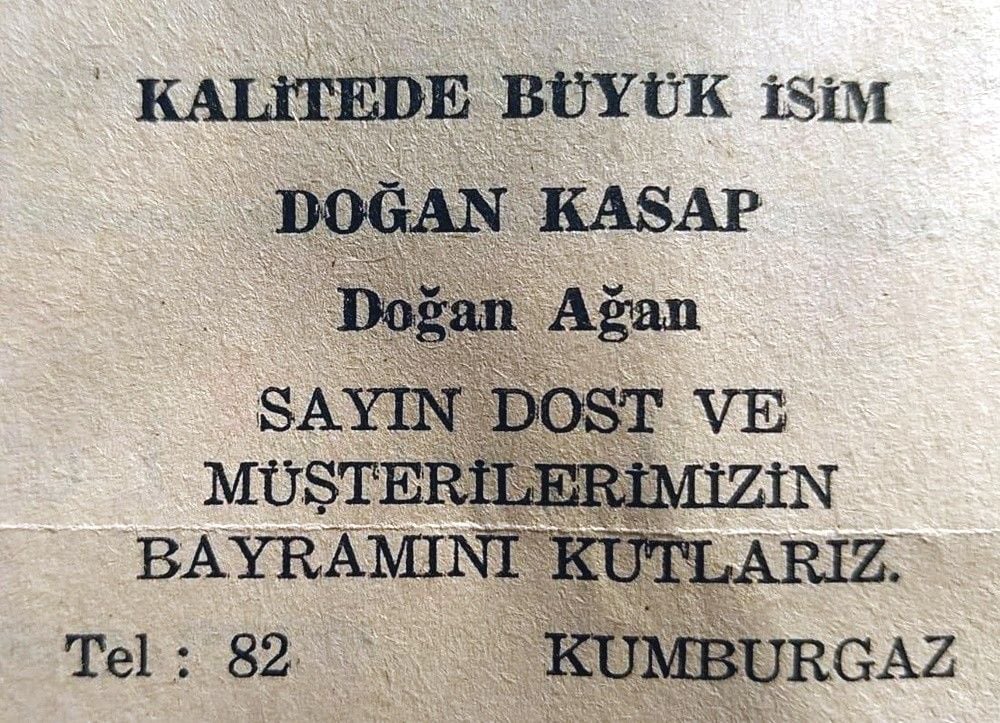 KALİTEDE BÜYÜK İSİM
DOĞAN KASAP
Doğan Ağan
SAYIN DOST VE
MÜŞTERİLERİMİZİN
BAYRAMINI KUTLARIZ.
Tel : 82 KUMBURGAZ